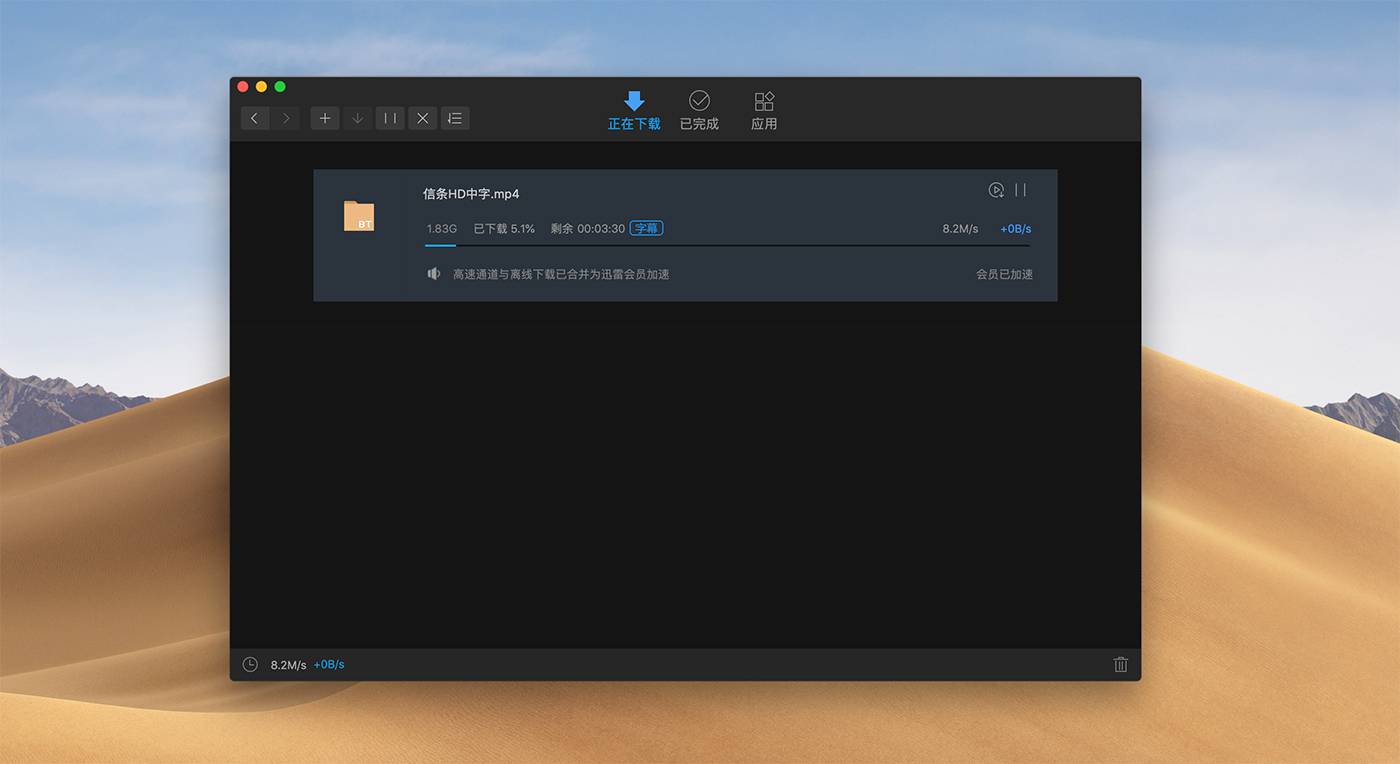 正在下载 已完成 应用
信条HD中字.mp4
BT
1.83G 已下载 5.1% 剩余 00:03:30 字幕 8.2M/s +0B/s
高速通道与离线下载已合并为迅雷会员加速 会员已加速
8.2M/s +0B/s